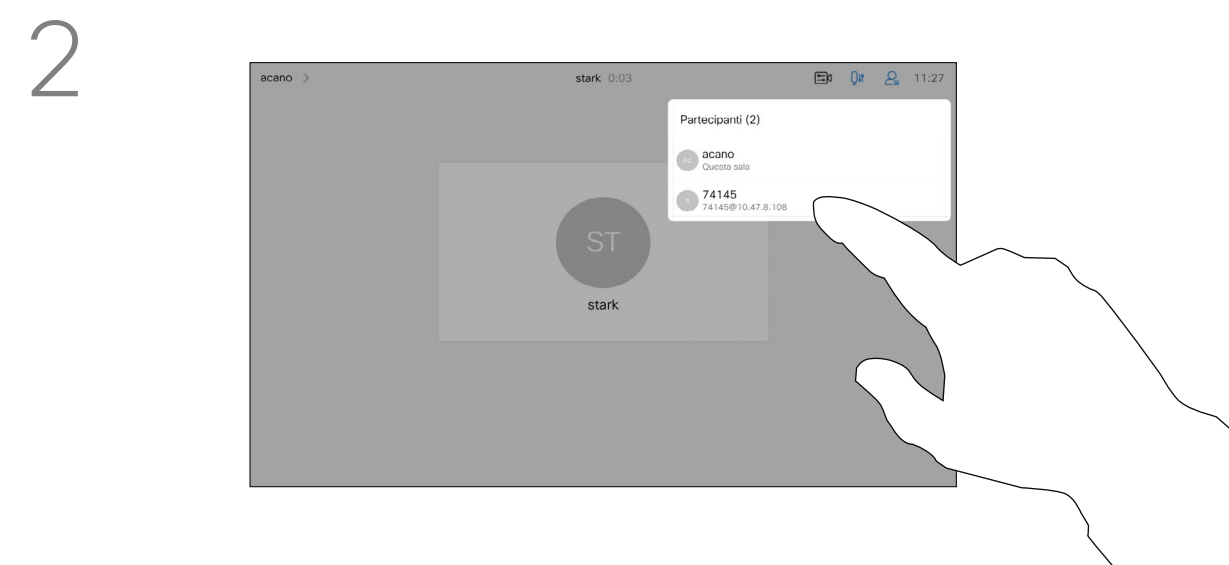 2
acano >
stark 0:03
11:27
Partecipanti (2)
AC
acano
Questa sala
74145
74145@10.47.8.108
ST
stark